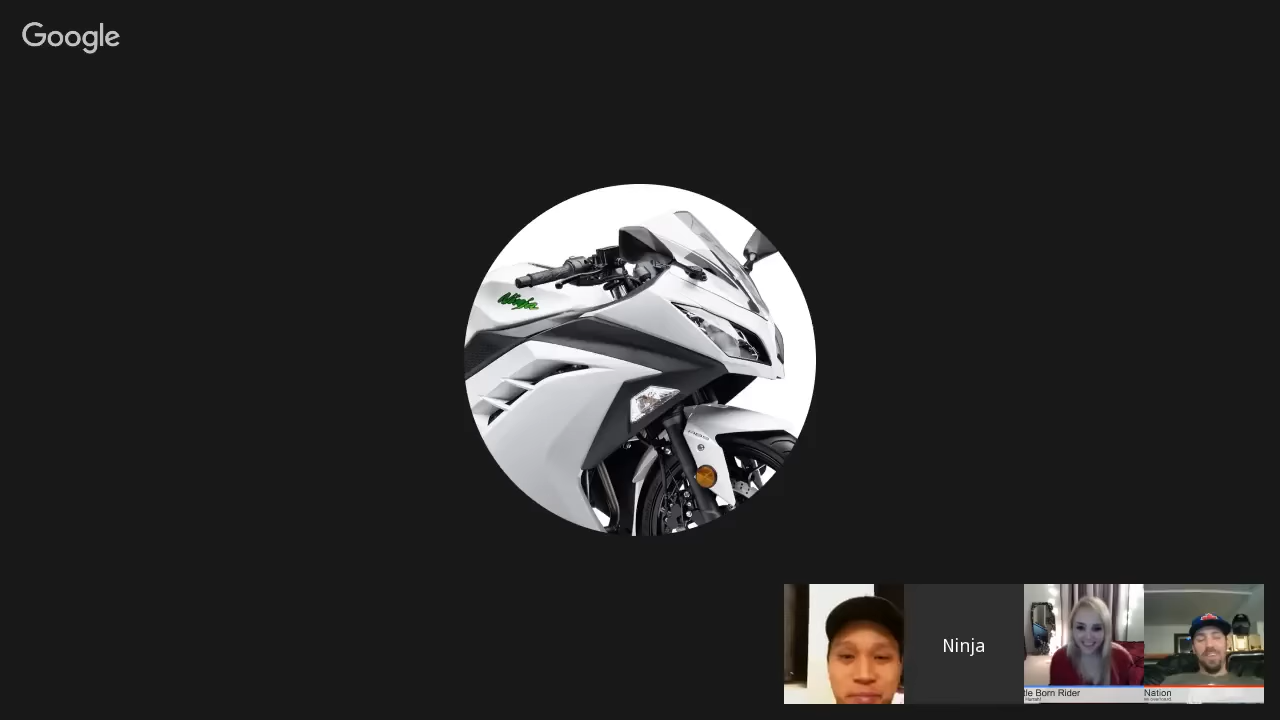 Google
Ninja
Ninja
tle Born Rider
Nation